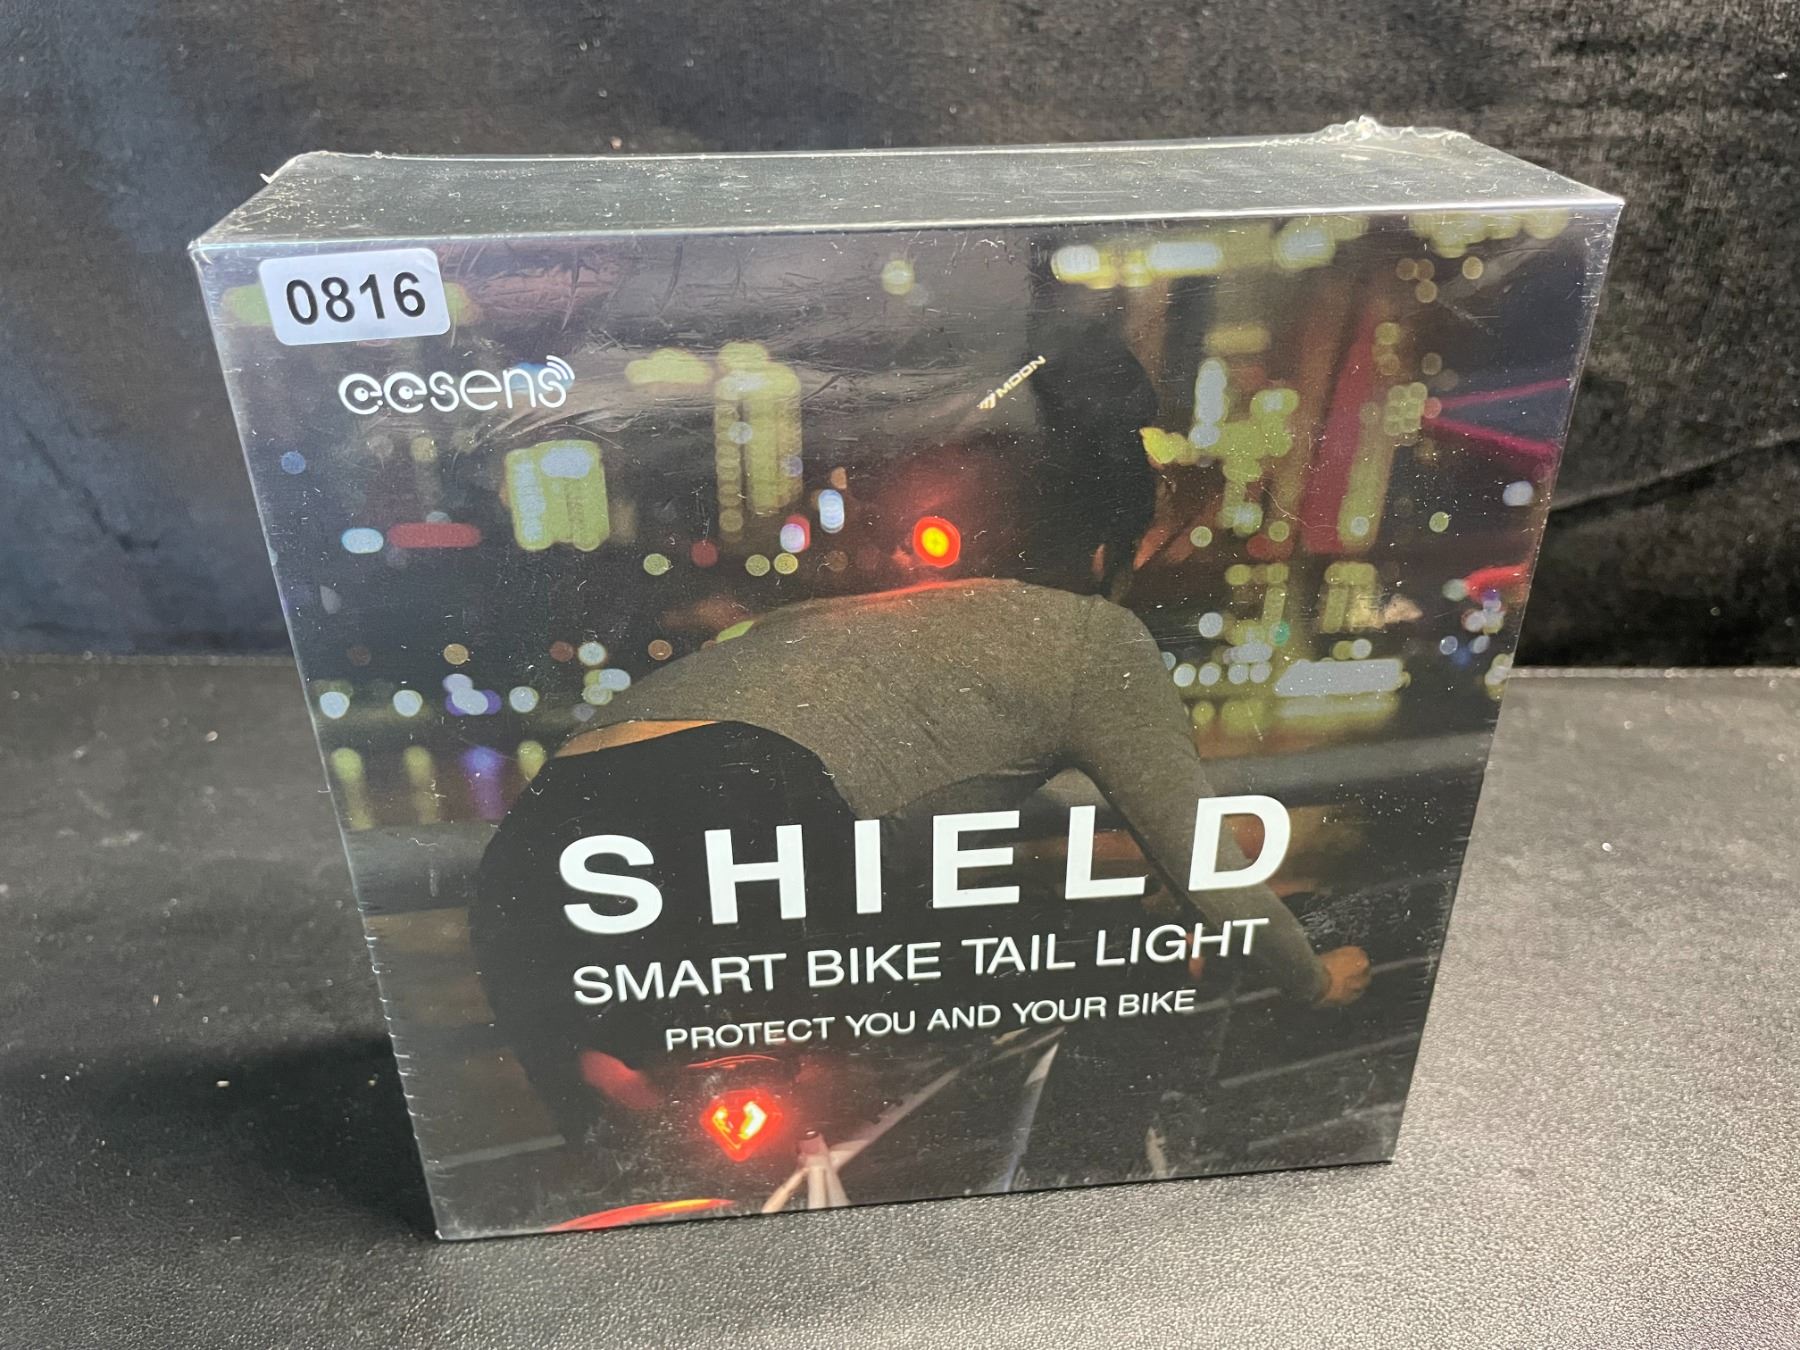 0816
eesens
MOON
SHIELD
SMART BIKE TAIL LIGHT
PROTECT YOU AND YOUR BIKE